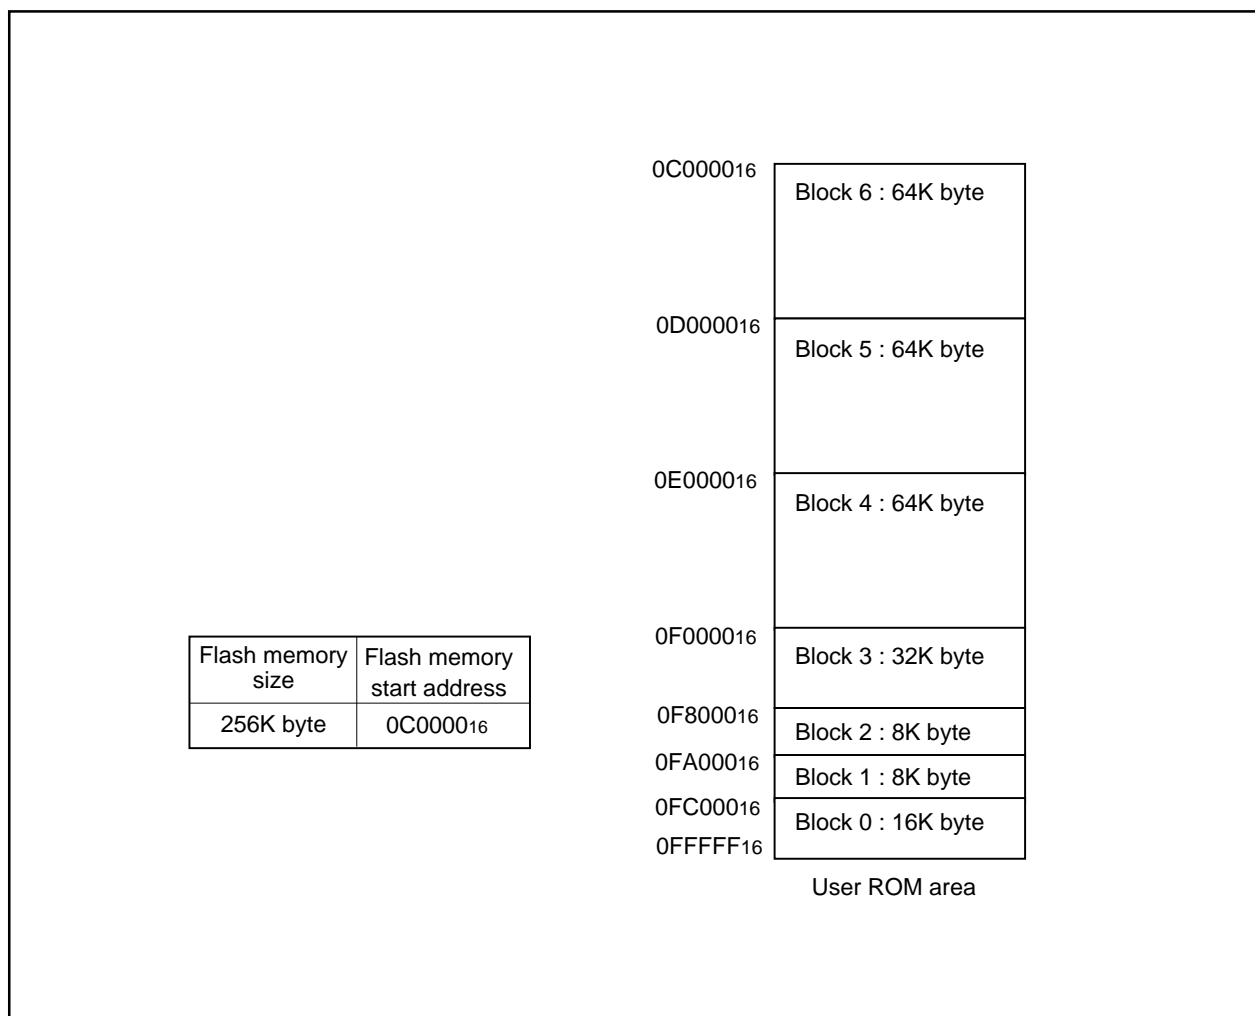 0C000016
Block 6 : 64K byte
0D000016
Block 5 : 64K byte
0E000016
Block 4 : 64K byte
0F000016
Block 3 : 32K byte
Flash memory size
Flash memory start address
256K byte
0C000016
0F800016
Block 2 : 8K byte
0FA00016
Block 1 : 8K byte
0FC00016
Block 0 : 16K byte
0FFFFF16
User ROM area